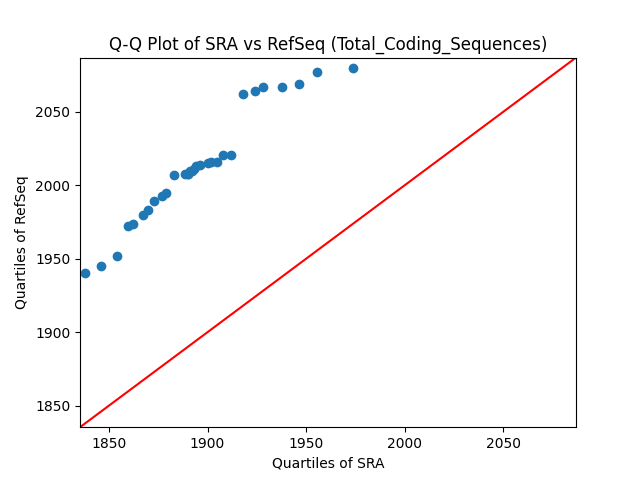 Q-Q Plot of SRA vs RefSeq (Total_Coding_Sequences)
Quartiles of RefSeq
2050
2000
1950
1900
1850
1850 1900 1950 2000 2050
Quartiles of SRA